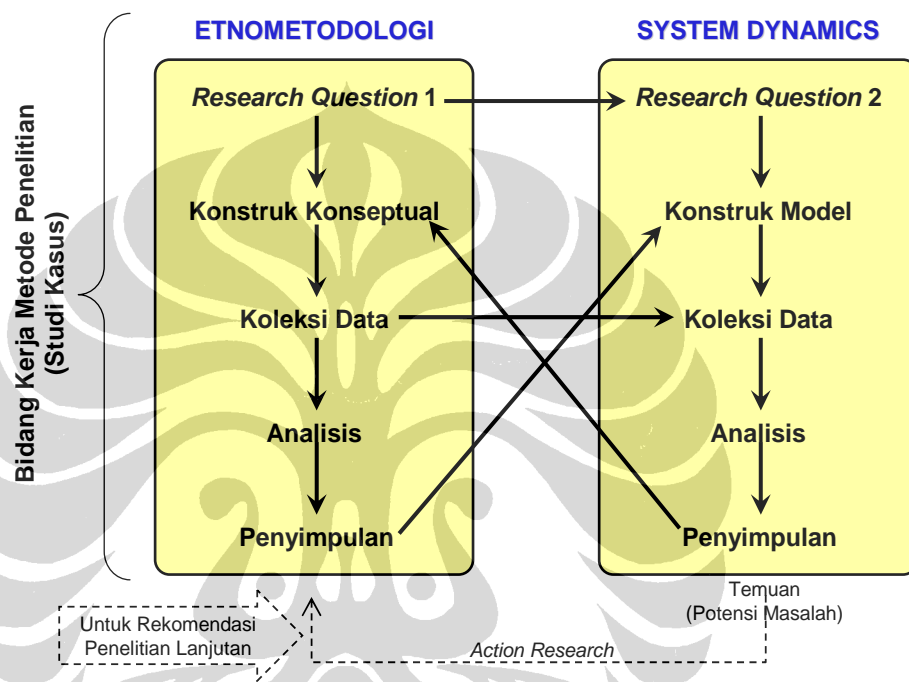 ETNOMETODOLOGI
SYSTEM DYNAMICS
Bidang Kerja Metode Penelitian
(Studi Kasus)
Research Question 1
Research Question 2
Konstruk Konseptual
Konstruk Model
Koleksi Data
Koleksi Data
Analisis
Analisis
Penyimpulan
Penyimpulan
Temuan
(Potensi Masalah)
Untuk Rekomendasi
Penelitian Lanjutan
Action Research